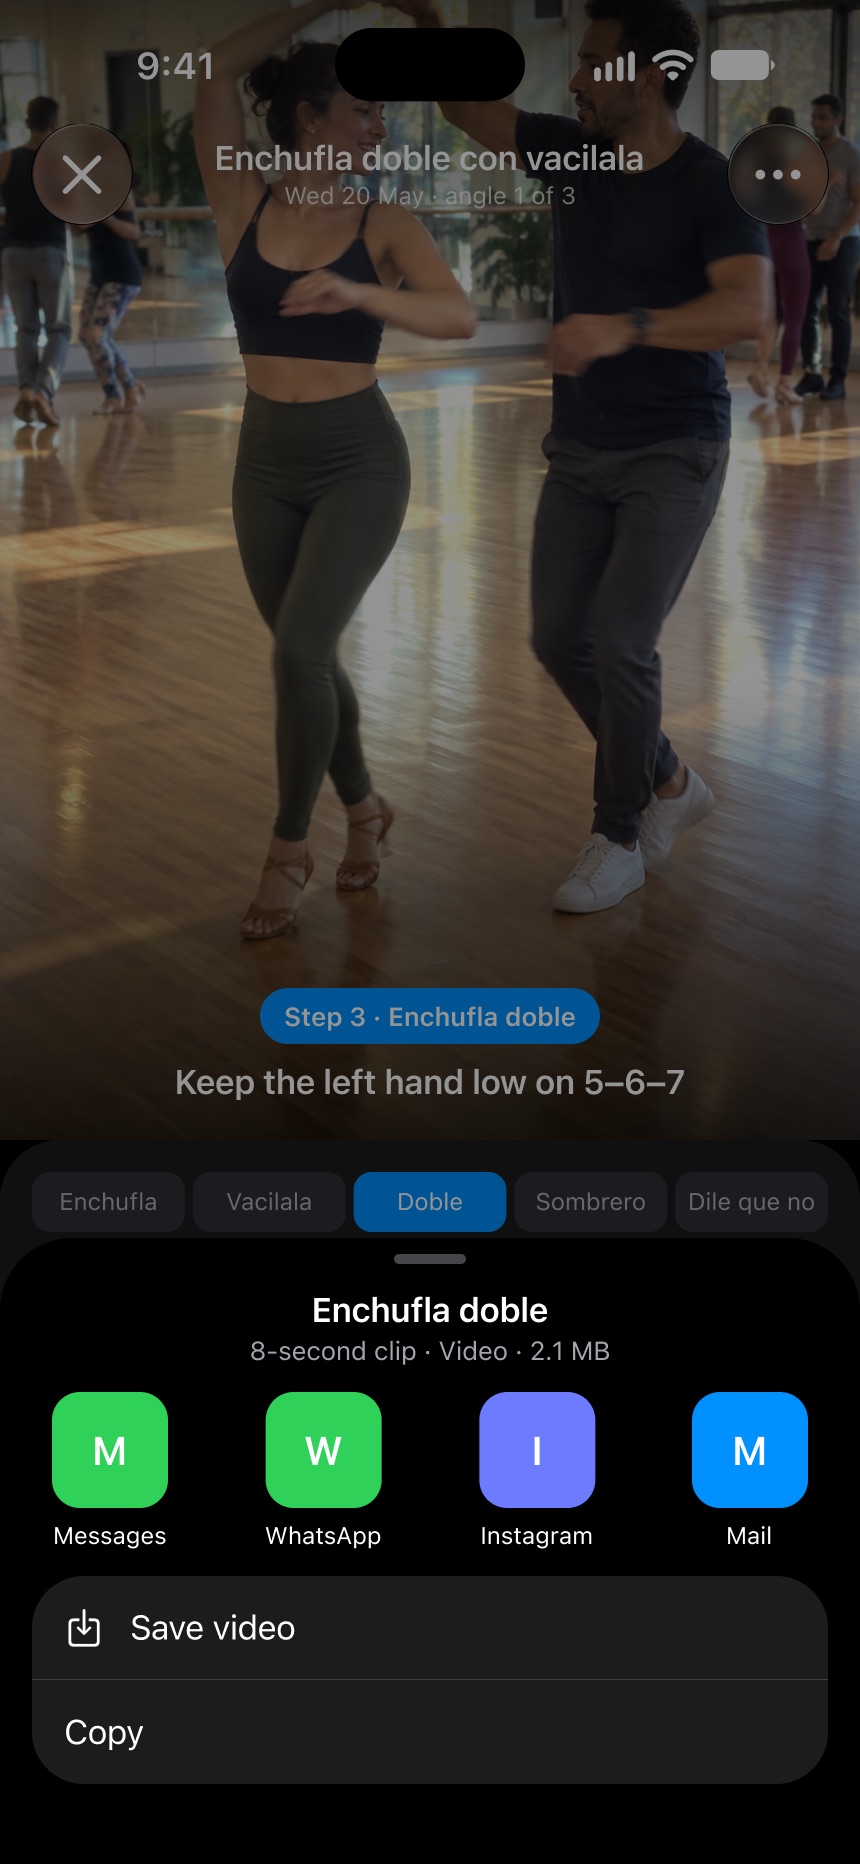 9:41
Enchufla doble con vacilala
Wed 20 May · angle 1 of 3
Step 3 · Enchufla doble
Keep the left hand low on 5–6–7
Enchufla
Vacilala
Doble
Sombrero
Dile que no
Enchufla doble
8-second clip · Video · 2.1 MB
M
W
I
M
Messages
WhatsApp
Instagram
Mail
Save video
Copy